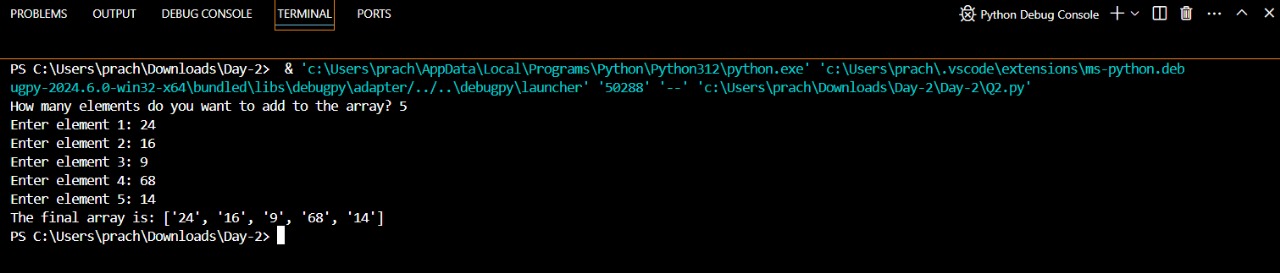 PROBLEMS OUTPUT DEBUG CONSOLE TERMINAL PORTS Python Debug Console
PS C:\Users\prach\Downloads\Day-2>  & 'c:\Users\prach\AppData\Local\Programs\Python\Python312\python.exe' 'c:\Users\prach\.vscode\extensions\ms-python.deb
ugpy-2024.6.0-win32-x64\bundled\libs\debugpy\adapter/../..\debugpy\launcher' '50288' '--' 'c:\Users\prach\Downloads\Day-2\Day-2\Q2.py'
How many elements do you want to add to the array? 5
Enter element 1: 24
Enter element 2: 16
Enter element 3: 9
Enter element 4: 68
Enter element 5: 14
The final array is: ['24', '16', '9', '68', '14']
PS C:\Users\prach\Downloads\Day-2>